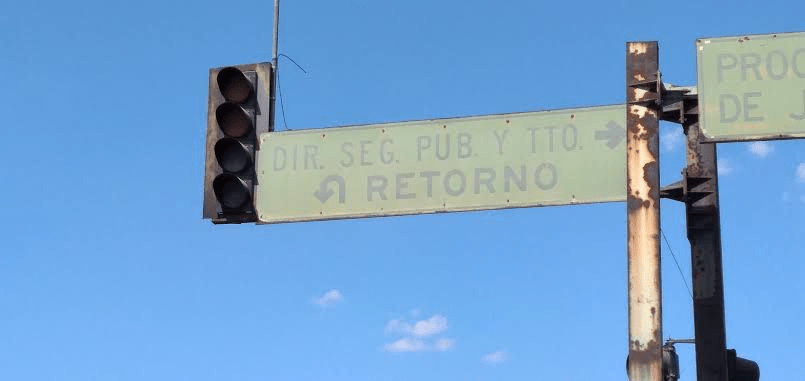 DIR. SEG. PUB. Y TTO. →
↶ RETORNO
PROC
DE J